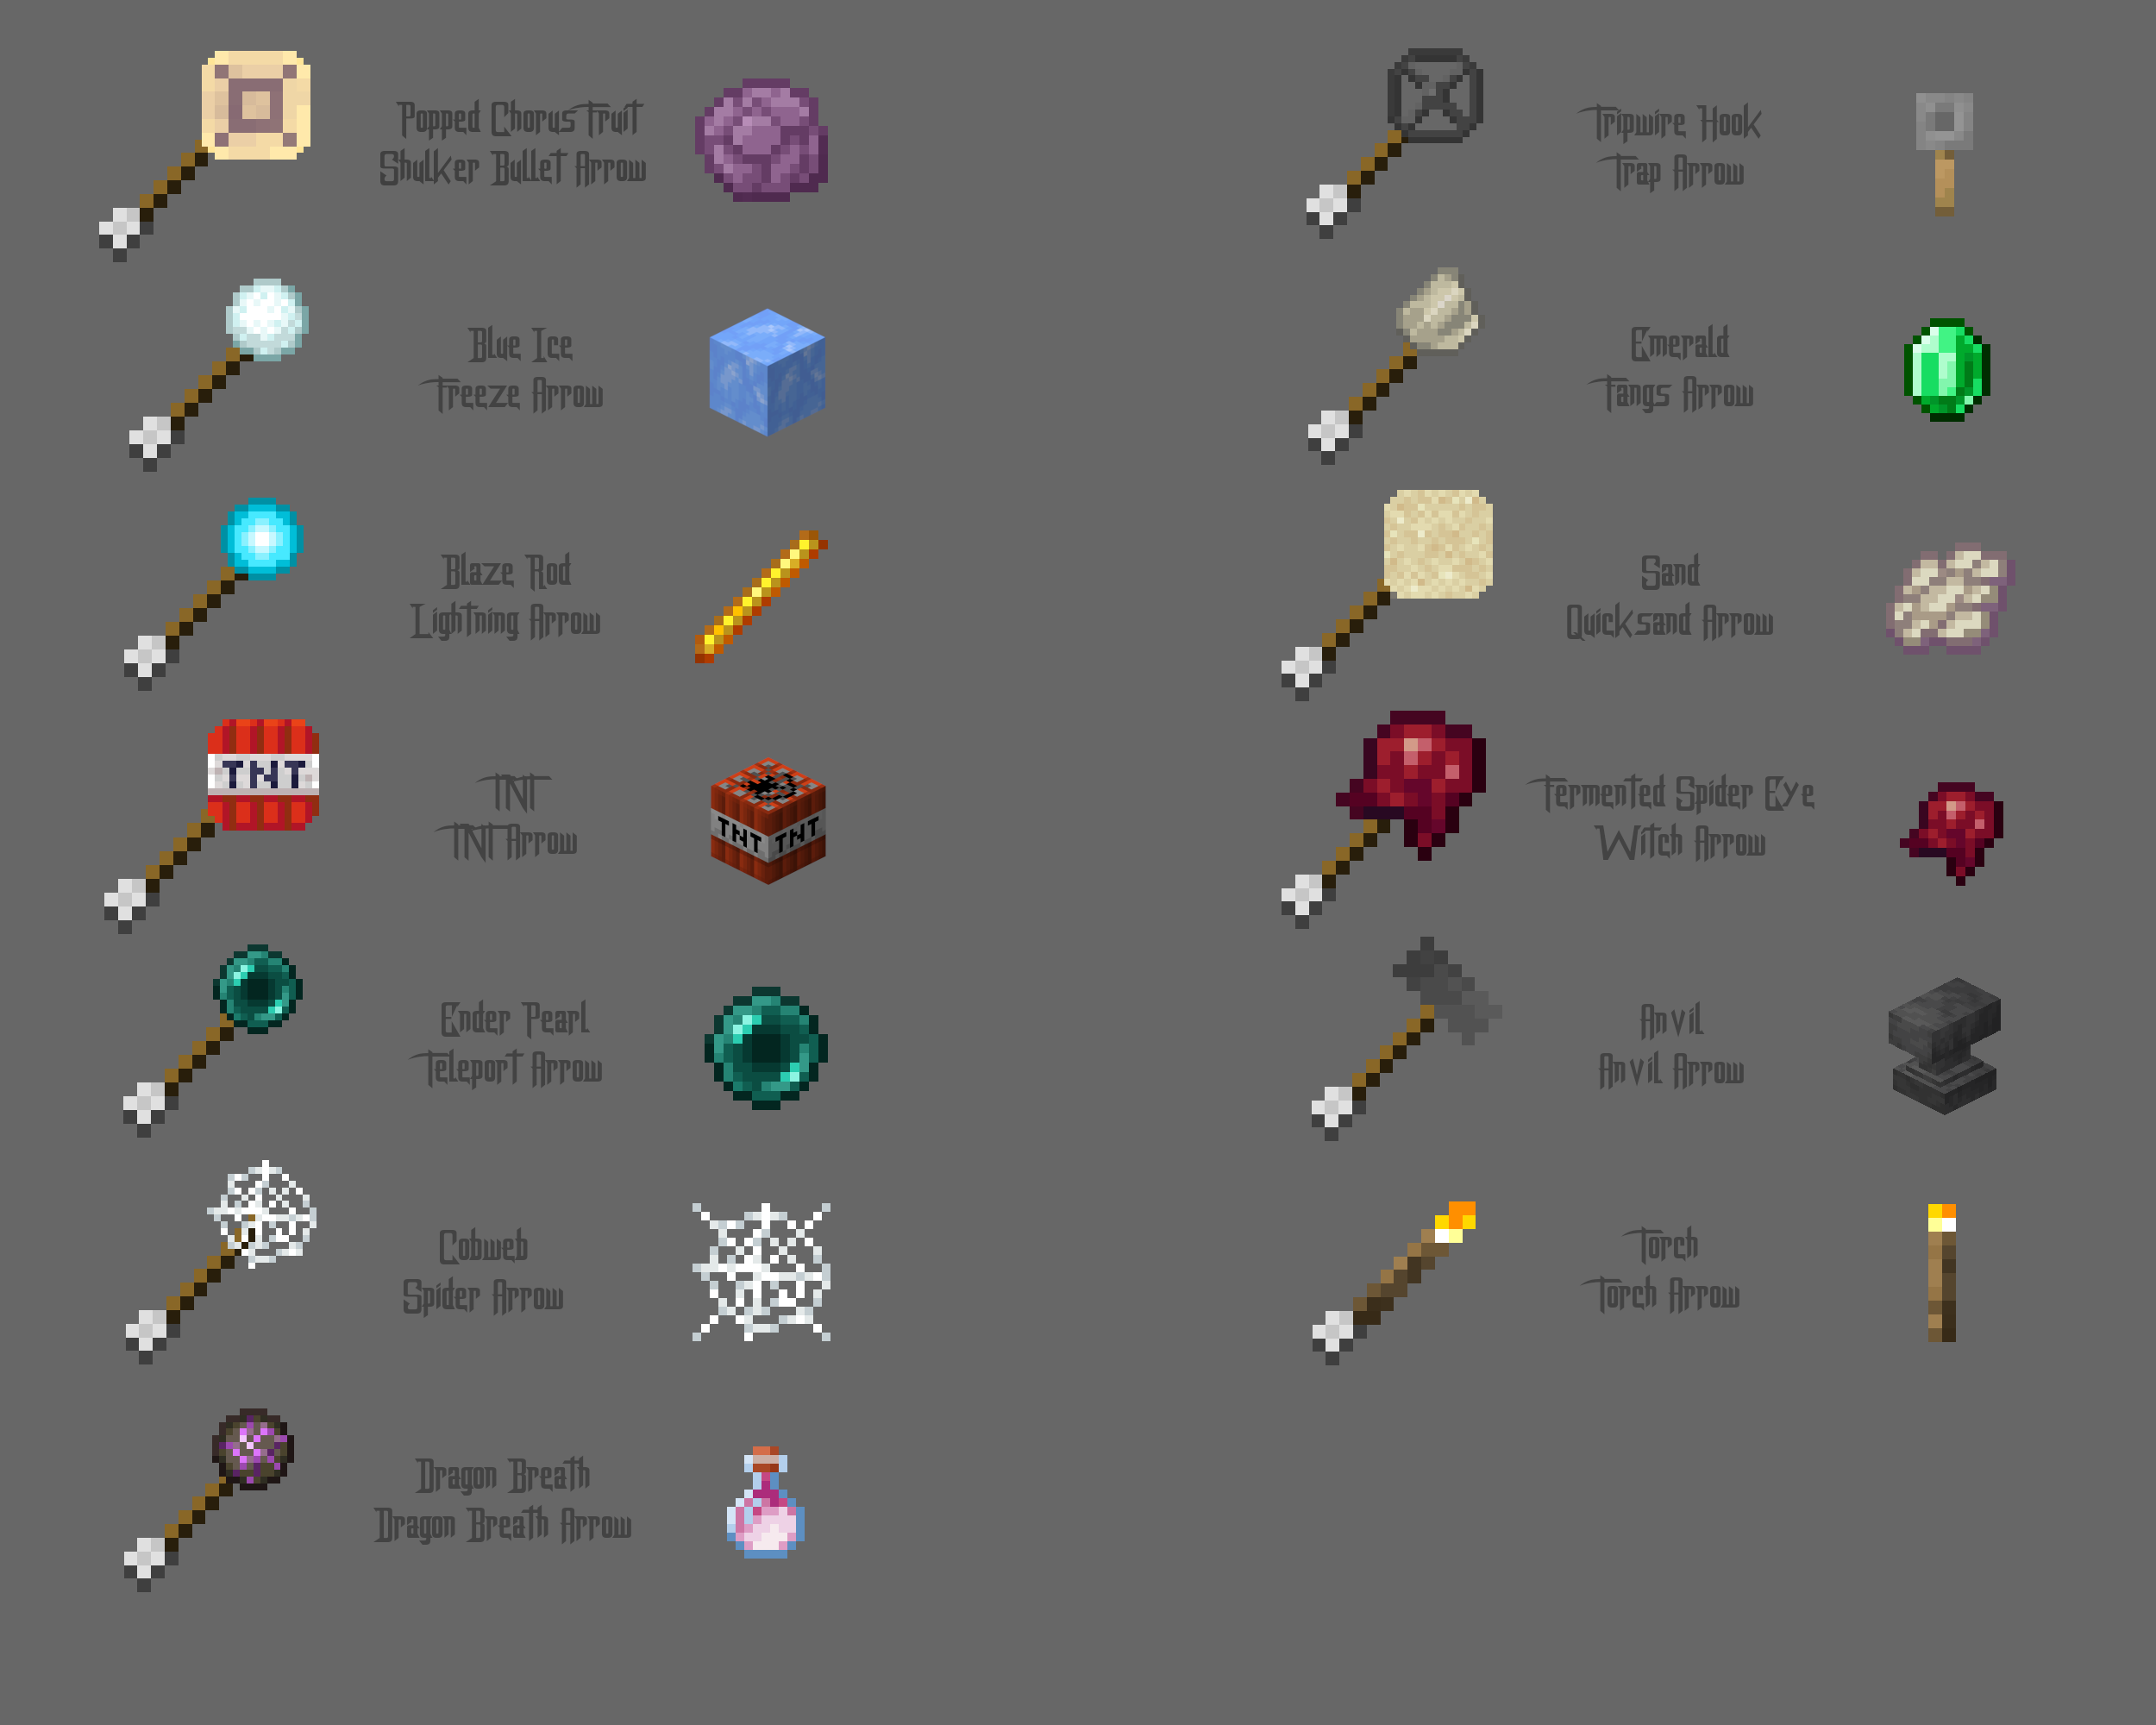 Popped Chorus Fruit
Shulker Bullet Arrow
Blue Ice
Freeze Arrow
Blaze Rod
Lightning Arrow
TNT
TNT
TNT Arrow
TNT TNT
Ender Pearl
Teleport Arrow
Cobweb
Spider Arrow
Dragon Breath
Dragon Breath Arrow
Tripwire Hook
Trap Arrow
Emerald
Fangs Arrow
Sand
Quicksand Arrow
Fermented Spider Eye
Witch Arrow
Anvil
Anvil Arrow
Torch
Torch Arrow